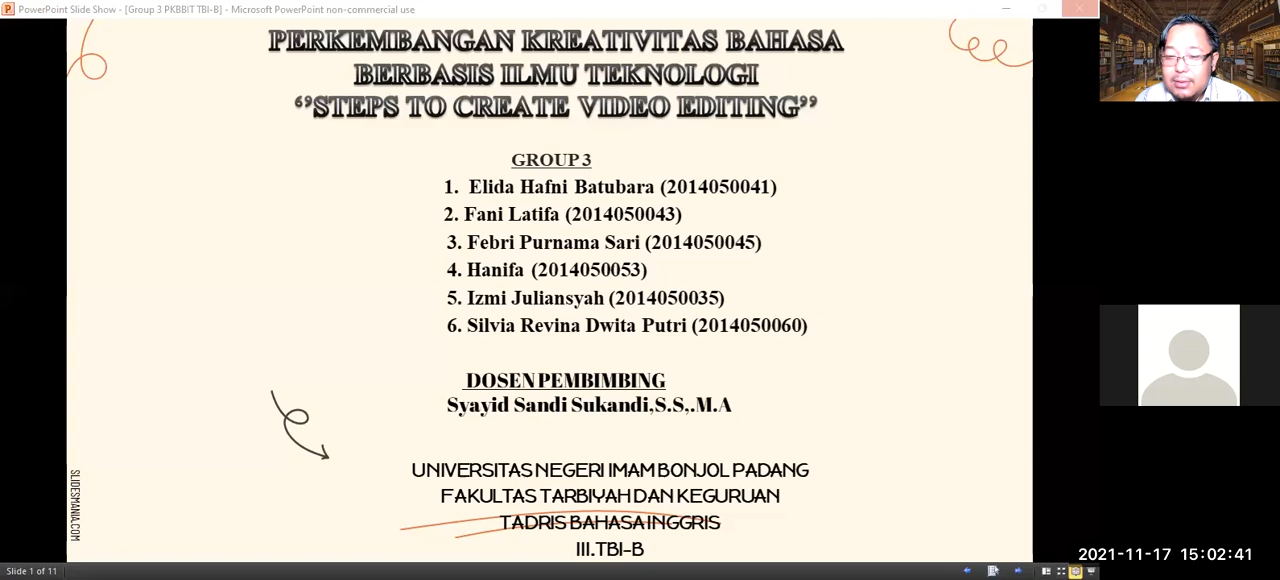 PowerPoint Slide Show - [Group 3 PKBBIT TBI-B] - Microsoft PowerPoint non-commercial use
PERKEMBANGAN KREATIVITAS BAHASA
BERBASIS ILMU TEKNOLOGI
‘’STEPS TO CREATE VIDEO EDITING’’
GROUP 3
1. Elida Hafni Batubara (2014050041)
2. Fani Latifa (2014050043)
3. Febri Purnama Sari (2014050045)
4. Hanifa (2014050053)
5. Izmi Juliansyah (2014050035)
6. Silvia Revina Dwita Putri (2014050060)
DOSEN PEMBIMBING
Syayid Sandi Sukandi,S.S,.M.A
UNIVERSITAS NEGERI IMAM BONJOL PADANG
FAKULTAS TARBIYAH DAN KEGURUAN
TADRIS BAHASA INGGRIS
III.TBI-B
SLIDESMANIA.COM
2021-11-17 15:02:41
Slide 1 of 11